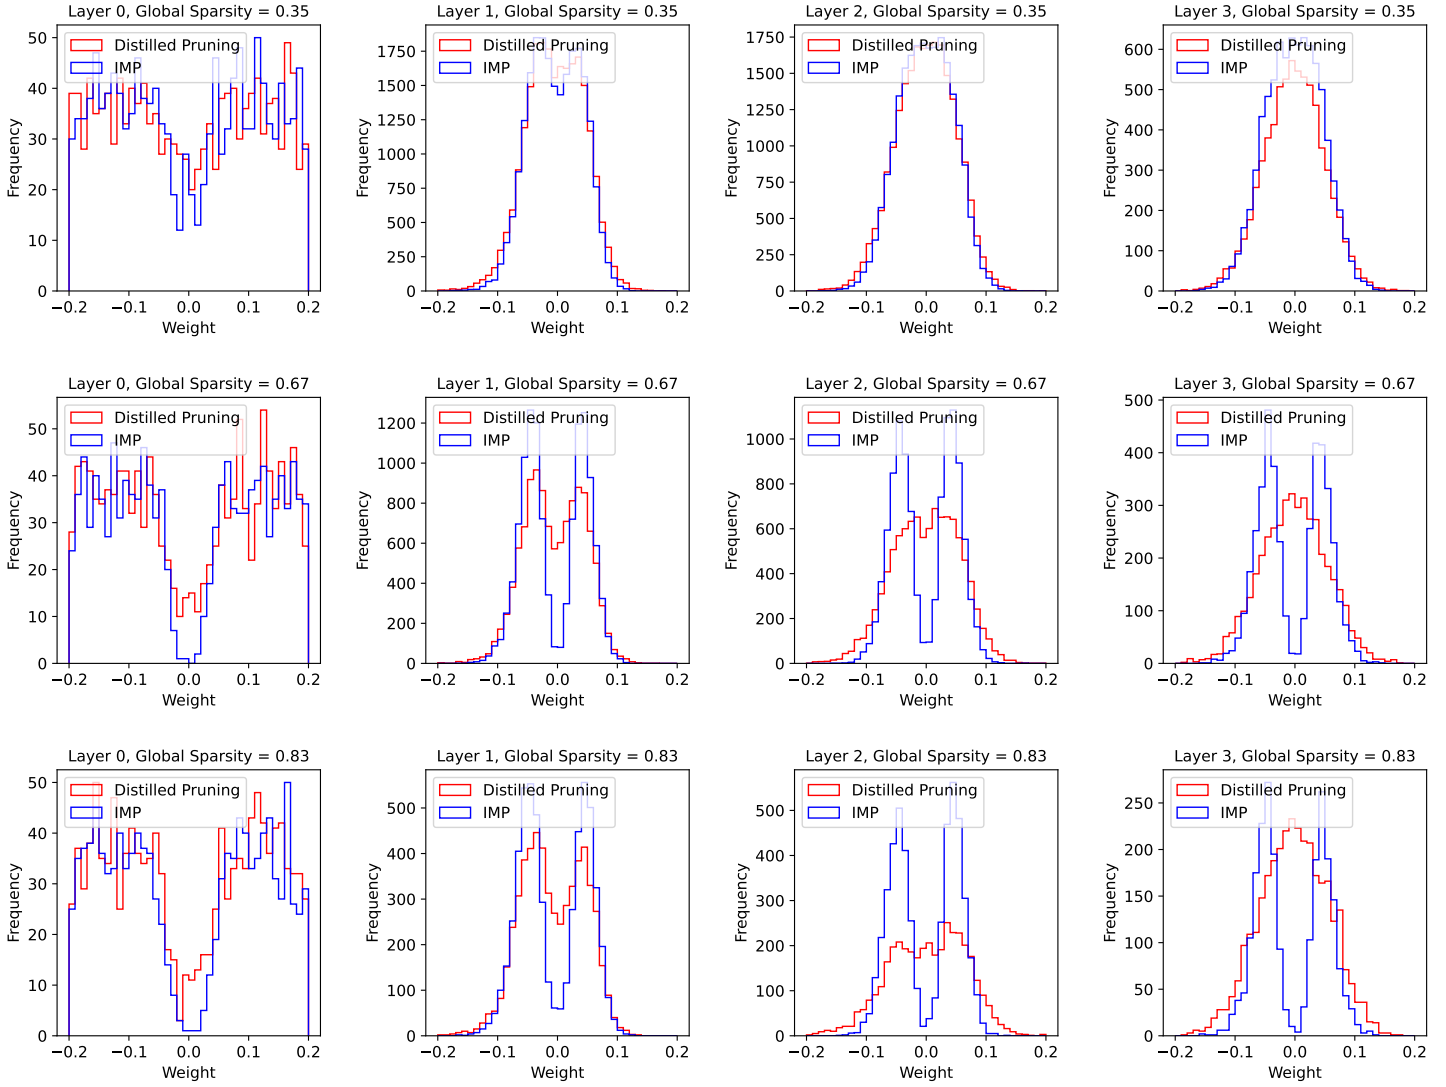 Layer 0, Global Sparsity = 0.35
Layer 1, Global Sparsity = 0.35
Layer 2, Global Sparsity = 0.35
Layer 3, Global Sparsity = 0.35
Distilled Pruning
IMP
Frequency
0
10
20
30
40
50
−0.2
−0.1
0.0
0.1
0.2
Weight
Distilled Pruning
IMP
Frequency
0
250
500
750
1000
1250
1500
1750
−0.2
−0.1
0.0
0.1
0.2
Weight
Distilled Pruning
IMP
Frequency
0
250
500
750
1000
1250
1500
1750
−0.2
−0.1
0.0
0.1
0.2
Weight
Distilled Pruning
IMP
Frequency
0
100
200
300
400
500
600
−0.2
−0.1
0.0
0.1
0.2
Weight
Layer 0, Global Sparsity = 0.67
Layer 1, Global Sparsity = 0.67
Layer 2, Global Sparsity = 0.67
Layer 3, Global Sparsity = 0.67
Distilled Pruning
IMP
Frequency
0
10
20
30
40
50
−0.2
−0.1
0.0
0.1
0.2
Weight
Distilled Pruning
IMP
Frequency
0
200
400
600
800
1000
1200
−0.2
−0.1
0.0
0.1
0.2
Weight
Distilled Pruning
IMP
Frequency
0
200
400
600
800
1000
−0.2
−0.1
0.0
0.1
0.2
Weight
Distilled Pruning
IMP
Frequency
0
100
200
300
400
500
−0.2
−0.1
0.0
0.1
0.2
Weight
Layer 0, Global Sparsity = 0.83
Layer 1, Global Sparsity = 0.83
Layer 2, Global Sparsity = 0.83
Layer 3, Global Sparsity = 0.83
Distilled Pruning
IMP
Frequency
0
10
20
30
40
50
−0.2
−0.1
0.0
0.1
0.2
Weight
Distilled Pruning
IMP
Frequency
0
100
200
300
400
500
−0.2
−0.1
0.0
0.1
0.2
Weight
Distilled Pruning
IMP
Frequency
0
100
200
300
400
500
−0.2
−0.1
0.0
0.1
0.2
Weight
Distilled Pruning
IMP
Frequency
0
50
100
150
200
250
−0.2
−0.1
0.0
0.1
0.2
Weight